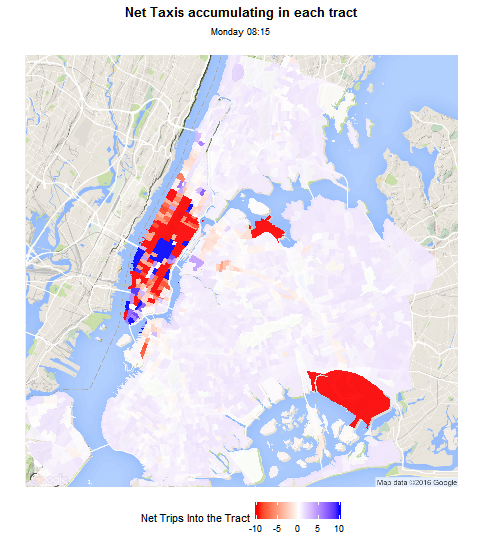 Net Taxis accumulating in each tract
Monday 08:15
Map data ©2016 Google
Net Trips Into the Tract
-10 -5 0 5 10